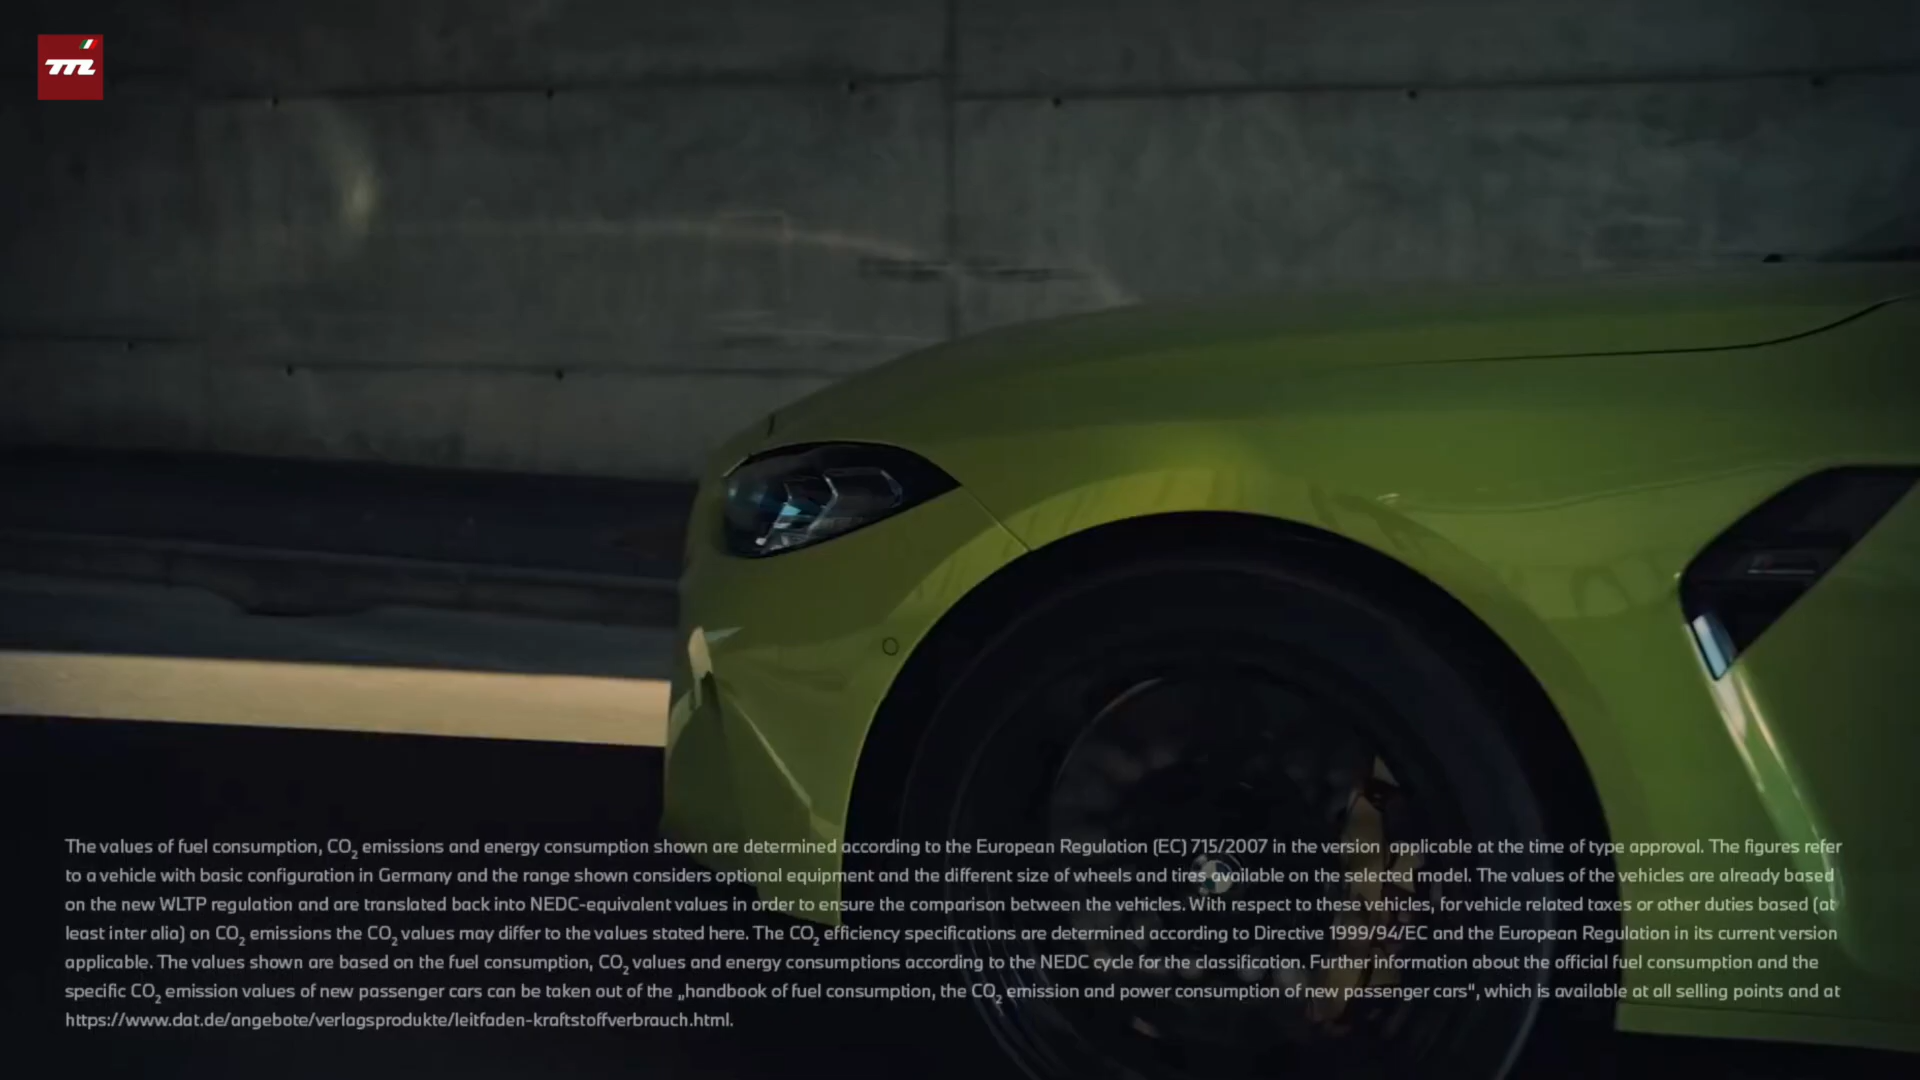 The values of fuel consumption, CO₂ emissions and energy consumption shown are determined according to the European Regulation (EC) 715/2007 in the version applicable at the time of type approval. The figures refer
to a vehicle with basic configuration in Germany and the range shown considers optional equipment and the different size of wheels and tires available on the selected model. The values of the vehicles are already based
on the new WLTP regulation and are translated back into NEDC-equivalent values in order to ensure the comparison between the vehicles. With respect to these vehicles, for vehicle related taxes or other duties based (at
least inter alia) on CO₂ emissions the CO₂ values may differ to the values stated here. The CO₂ efficiency specifications are determined according to Directive 1999/94/EC and the European Regulation in its current version
applicable. The values shown are based on the fuel consumption, CO₂ values and energy consumptions according to the NEDC cycle for the classification. Further information about the official fuel consumption and the
specific CO₂ emission values of new passenger cars can be taken out of the „handbook of fuel consumption, the CO₂ emission and power consumption of new passenger cars", which is available at all selling points and at
https://www.dat.de/angebote/verlagsprodukte/leitfaden-kraftstoffverbrauch.html.